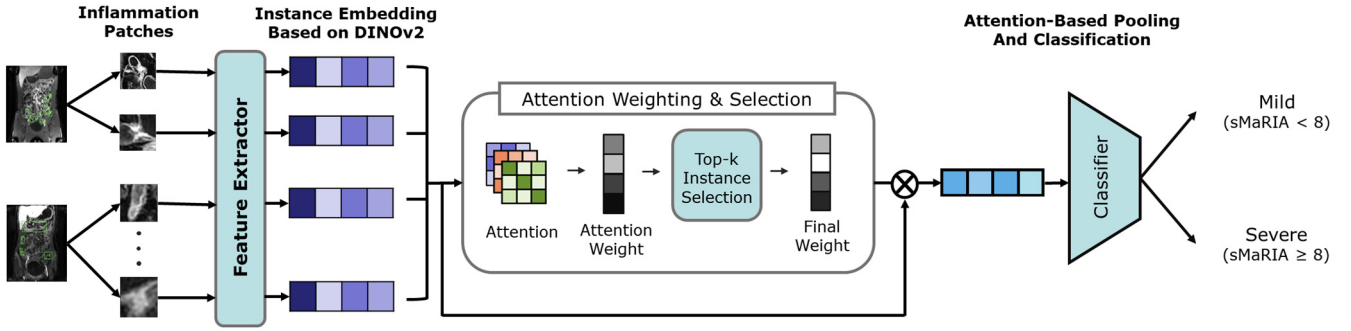 Inflammation
Patches
Instance Embedding
Based on DINOv2
Feature Extractor
Attention Weighting & Selection
Attention
Attention
Weight
Top-k
Instance
Selection
Final
Weight
Attention-Based Pooling
And Classification
Classifier
Mild
(sMaRIA < 8)
Severe
(sMaRIA ≥ 8)